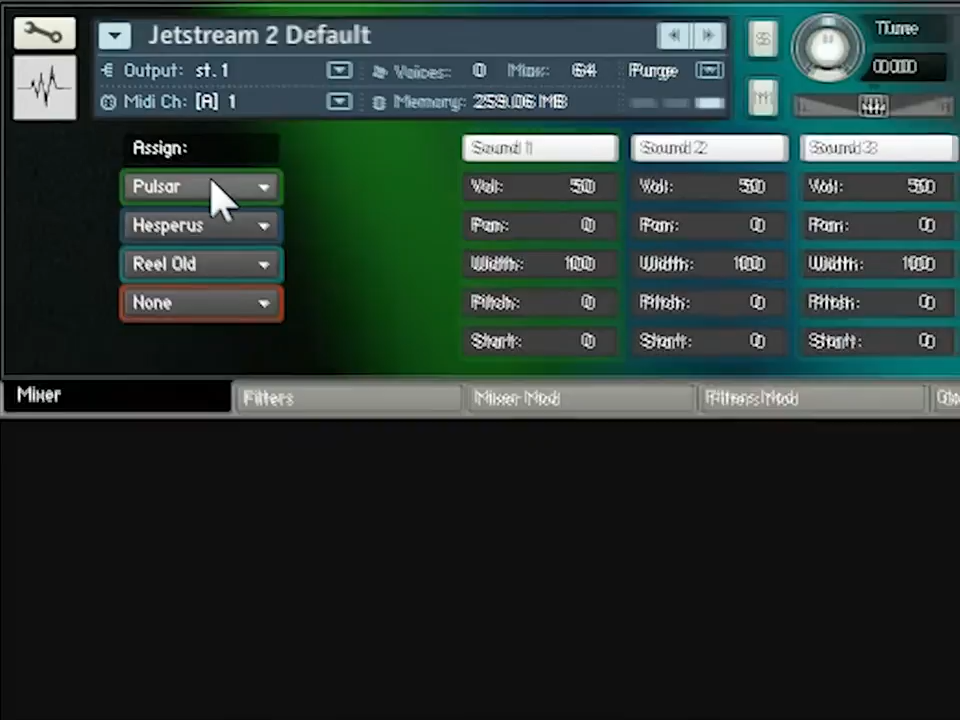 Jetstream 2 Default
Output: st.1 Voices: 0 Max: 64 Purge
Midi Ch: [A] 1 Memory: 259.06 MB
Tune
S
M
0.00
Assign: Sound 1 Sound 2 Sound 3
Pulsar Vol: 50 Vol: 50 Vol: 50
Hesperus Pan: 0 Pan: 0 Pan: 0
Reel Old Width: 100 Width: 100 Width: 100
None Pitch: 0 Pitch: 0 Pitch: 0
Start: 0 Start: 0 Start: 0
Mixer Filters Mixer Mod Filters Mod